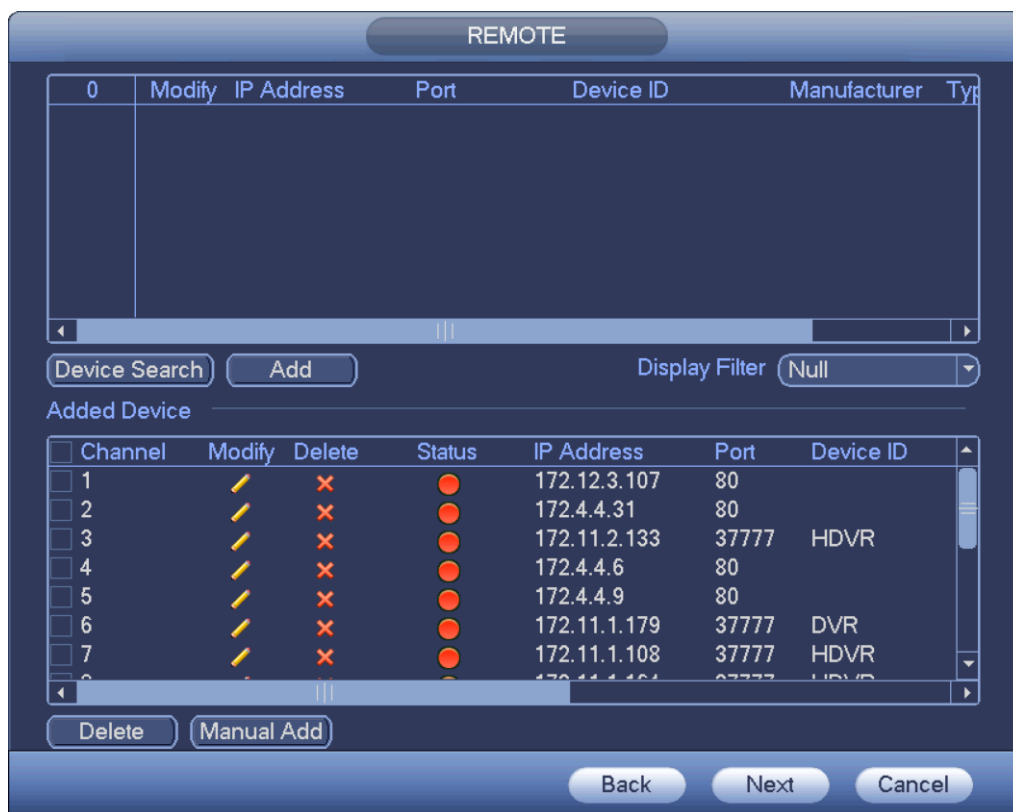 REMOTE
0 Modify IP Address Port Device ID Manufacturer
Device Search Add Display Filter Null
Added Device
Channel Modify Delete Status IP Address Port Device ID
1 172.12.3.107 80
2 172.4.4.31 80
3 172.11.2.133 37777 HDVR
4 172.4.4.6 80
5 172.4.4.9 80
6 172.11.1.179 37777 DVR
7 172.11.1.108 37777 HDVR
Delete Manual Add
Back Next Cancel